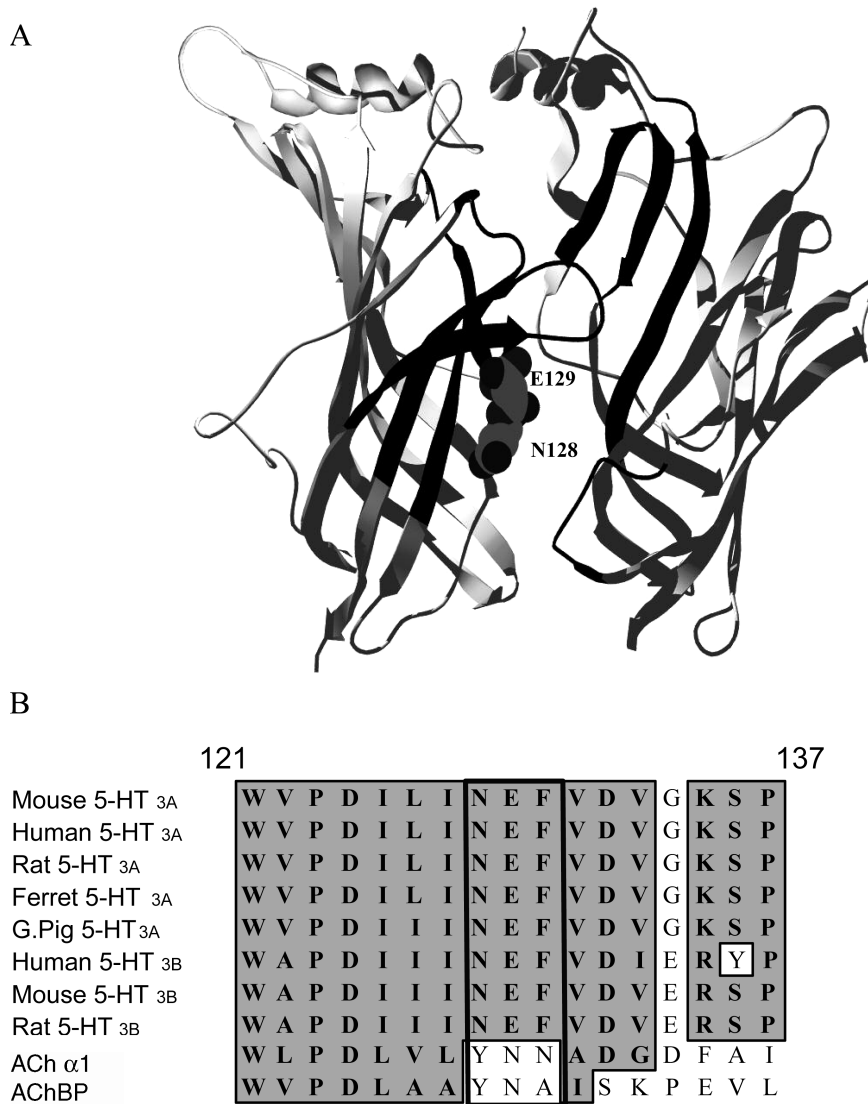 A
E129
N128
B
121 137
Mouse 5-HT 3A W V P D I L I N E F V D V G K S P
Human 5-HT 3A W V P D I L I N E F V D V G K S P
Rat 5-HT 3A W V P D I L I N E F V D V G K S P
Ferret 5-HT 3A W V P D I L I N E F V D V G K S P
G.Pig 5-HT 3A W V P D I I I N E F V D V G K S P
Human 5-HT 3B W A P D I I I N E F V D I E R Y P
Mouse 5-HT 3B W A P D I I I N E F V D V E R S P
Rat 5-HT 3B W A P D I I I N E F V D V E R S P
ACh α1 W L P D L V L Y N N A D G D F A I
AChBP W V P D L A A Y N A I S K P E V L